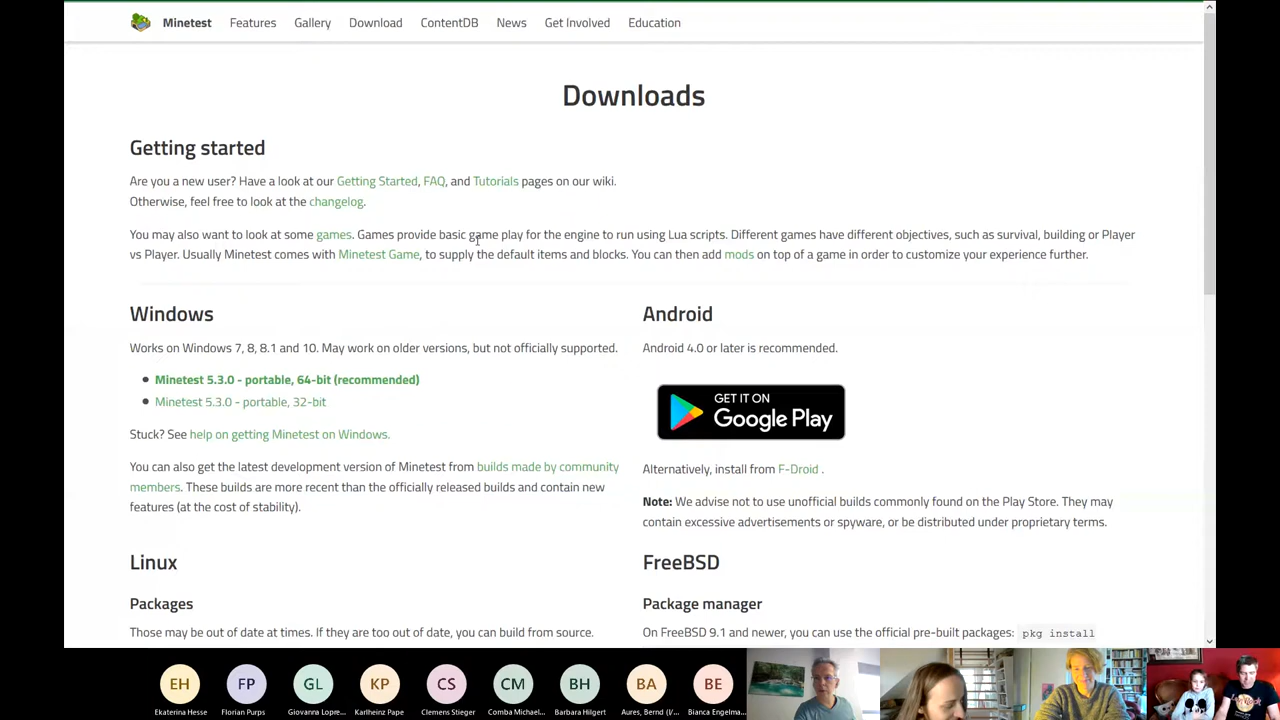 Minetest Features Gallery Download ContentDB News Get Involved Education
Downloads
Getting started
Are you a new user? Have a look at our Getting Started, FAQ, and Tutorials pages on our wiki.
Otherwise, feel free to look at the changelog.
You may also want to look at some games. Games provide basic game play for the engine to run using Lua scripts. Different games have different objectives, such as survival, building or Player
vs Player. Usually Minetest comes with Minetest Game, to supply the default items and blocks. You can then add mods on top of a game in order to customize your experience further.
Windows
Works on Windows 7, 8, 8.1 and 10. May work on older versions, but not officially supported.
Minetest 5.3.0 - portable, 64-bit (recommended)
Minetest 5.3.0 - portable, 32-bit
Stuck? See help on getting Minetest on Windows.
You can also get the latest development version of Minetest from builds made by community
members. These builds are more recent than the officially released builds and contain new
features (at the cost of stability).
Android
Android 4.0 or later is recommended.
GET IT ON
Google Play
Alternatively, install from F-Droid .
Note: We advise not to use unofficial builds commonly found on the Play Store. They may
contain excessive advertisements or spyware, or be distributed under proprietary terms.
Linux
Packages
Those may be out of date at times. If they are too out of date, you can build from source.
FreeBSD
Package manager
On FreeBSD 9.1 and newer, you can use the official pre-built packages: pkg install
EH FP GL KP CS CM BH BA BE
Ekaterina Hesse Florian Purps Giovanna Lopre... Karlheinz Pape Clemens Stieger Comba Michael... Barbara Hilgert Aures, Bernd (I/... Bianca Engelma...